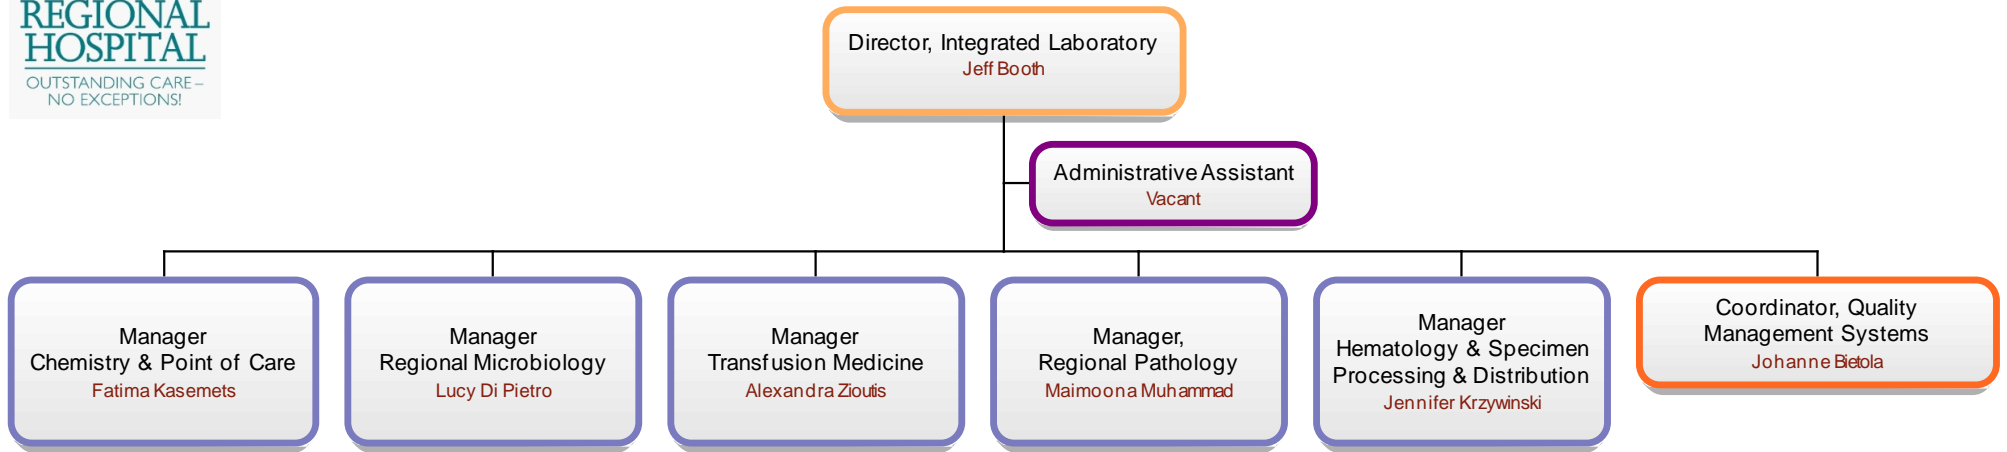 REGIONAL
HOSPITAL
OUTSTANDING CARE –
NO EXCEPTIONS!
Director, Integrated Laboratory
Jeff Booth
Administrative Assistant
Vacant
Manager
Chemistry & Point of Care
Fatima Kasemets
Manager
Regional Microbiology
Lucy Di Pietro
Manager
Transfusion Medicine
Alexandra Zioutis
Manager,
Regional Pathology
Maimoona Muhammad
Manager
Hematology & Specimen
Processing & Distribution
Jennifer Krzywinski
Coordinator, Quality
Management Systems
Johanne Bietola